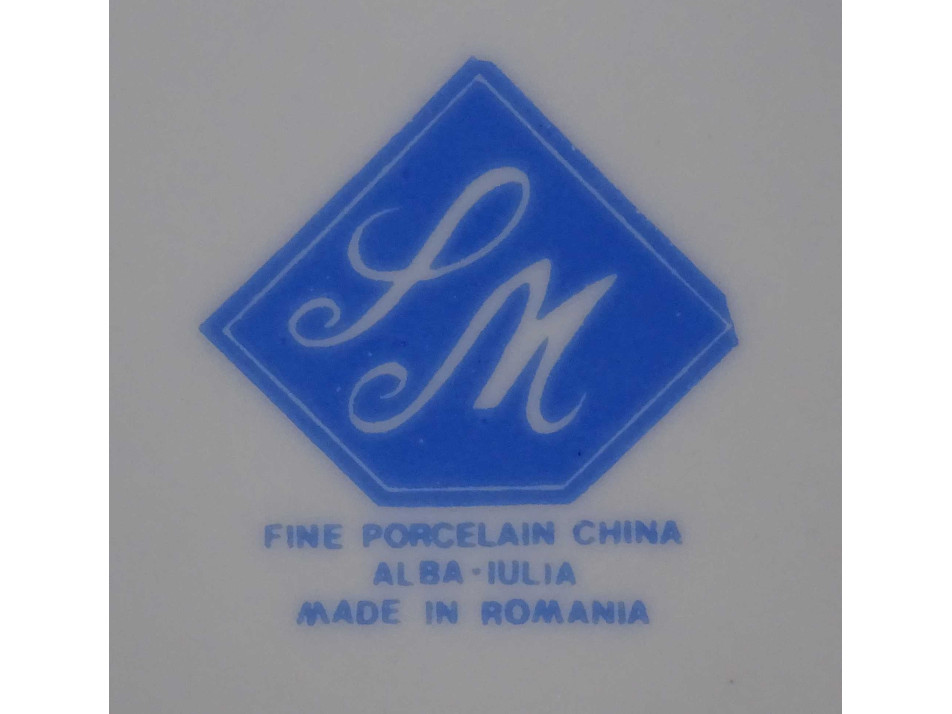 SM
FINE PORCELAIN CHINA
ALBA-IULIA
MADE IN ROMANIA